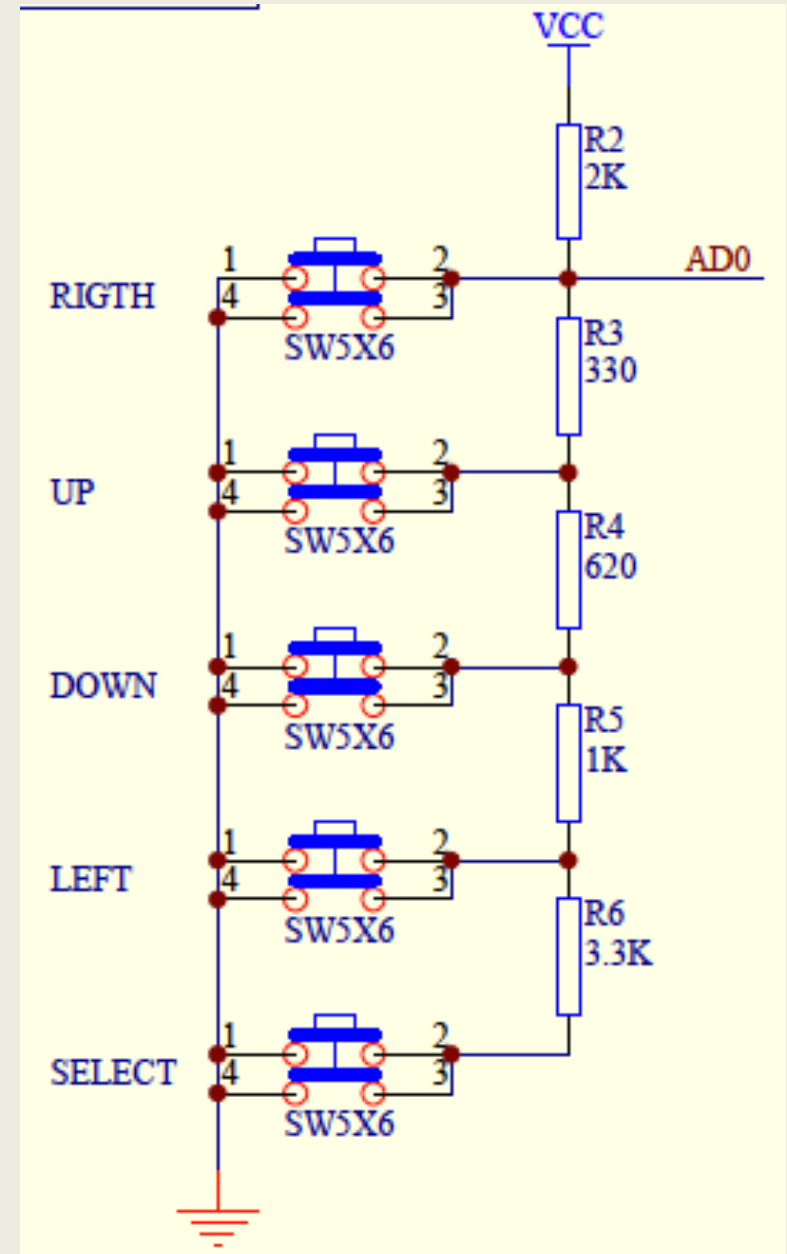 VCC
R2
2K
1 2 AD0
RIGTH 4 3
SW5X6
R3
330
1 2
UP 4 3
SW5X6
R4
620
1 2
DOWN 4 3
SW5X6
R5
1K
1 2
LEFT 4 3
SW5X6
R6
3.3K
1 2
SELECT 4 3
SW5X6